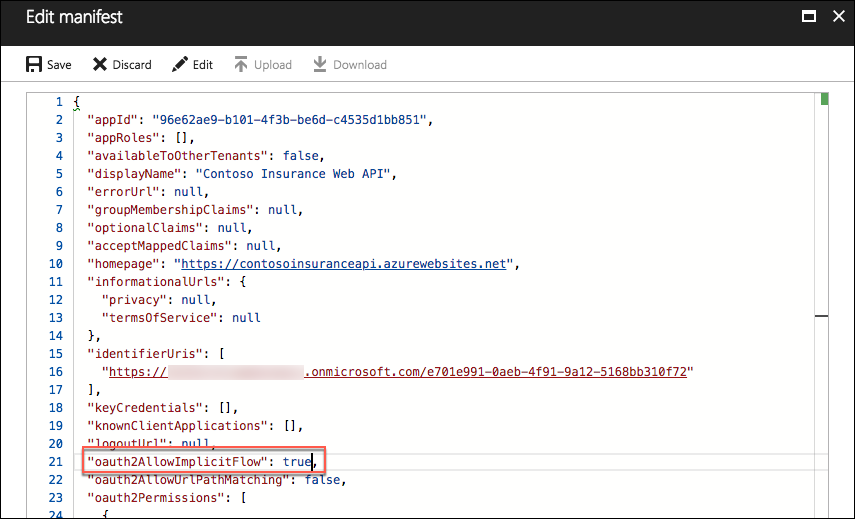 Edit manifest
Save Discard Edit Upload Download
1 {
2 "appId": "96e62ae9-b101-4f3b-be6d-c4535d1bb851",
3 "appRoles": [],
4 "availableToOtherTenants": false,
5 "displayName": "Contoso Insurance Web API",
6 "errorUrl": null,
7 "groupMembershipClaims": null,
8 "optionalClaims": null,
9 "acceptMappedClaims": null,
10 "homepage": "https://contosoinsuranceapi.azurewebsites.net",
11 "informationalUrls": {
12 "privacy": null,
13 "termsOfService": null
14 },
15 "identifierUris": [
16 "https:// .onmicrosoft.com/e701e991-0aeb-4f91-9a12-5168bb310f72"
17 ],
18 "keyCredentials": [],
19 "knownClientApplications": [],
20 "logoutUrl": null,
21 "oauth2AllowImplicitFlow": true,
22 "oauth2AllowUrlPathMatching": false,
23 "oauth2Permissions": [
24 {